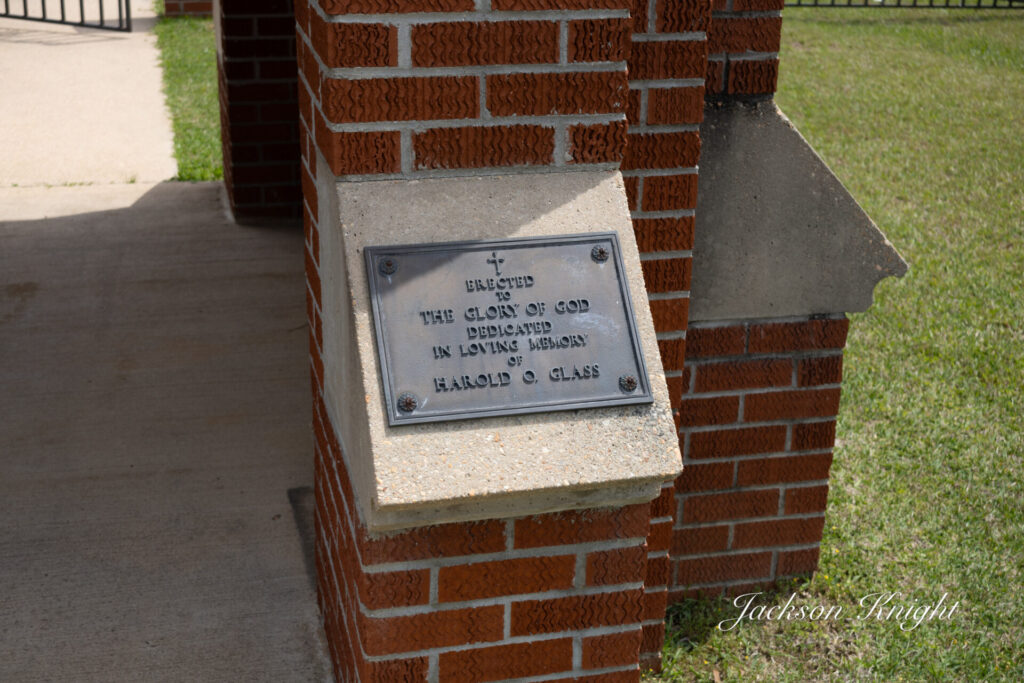 ERECTED
TO
THE GLORY OF GOD
DEDICATED
IN LOVING MEMORY
OF
HAROLD O. GLASS
Jackson Knight